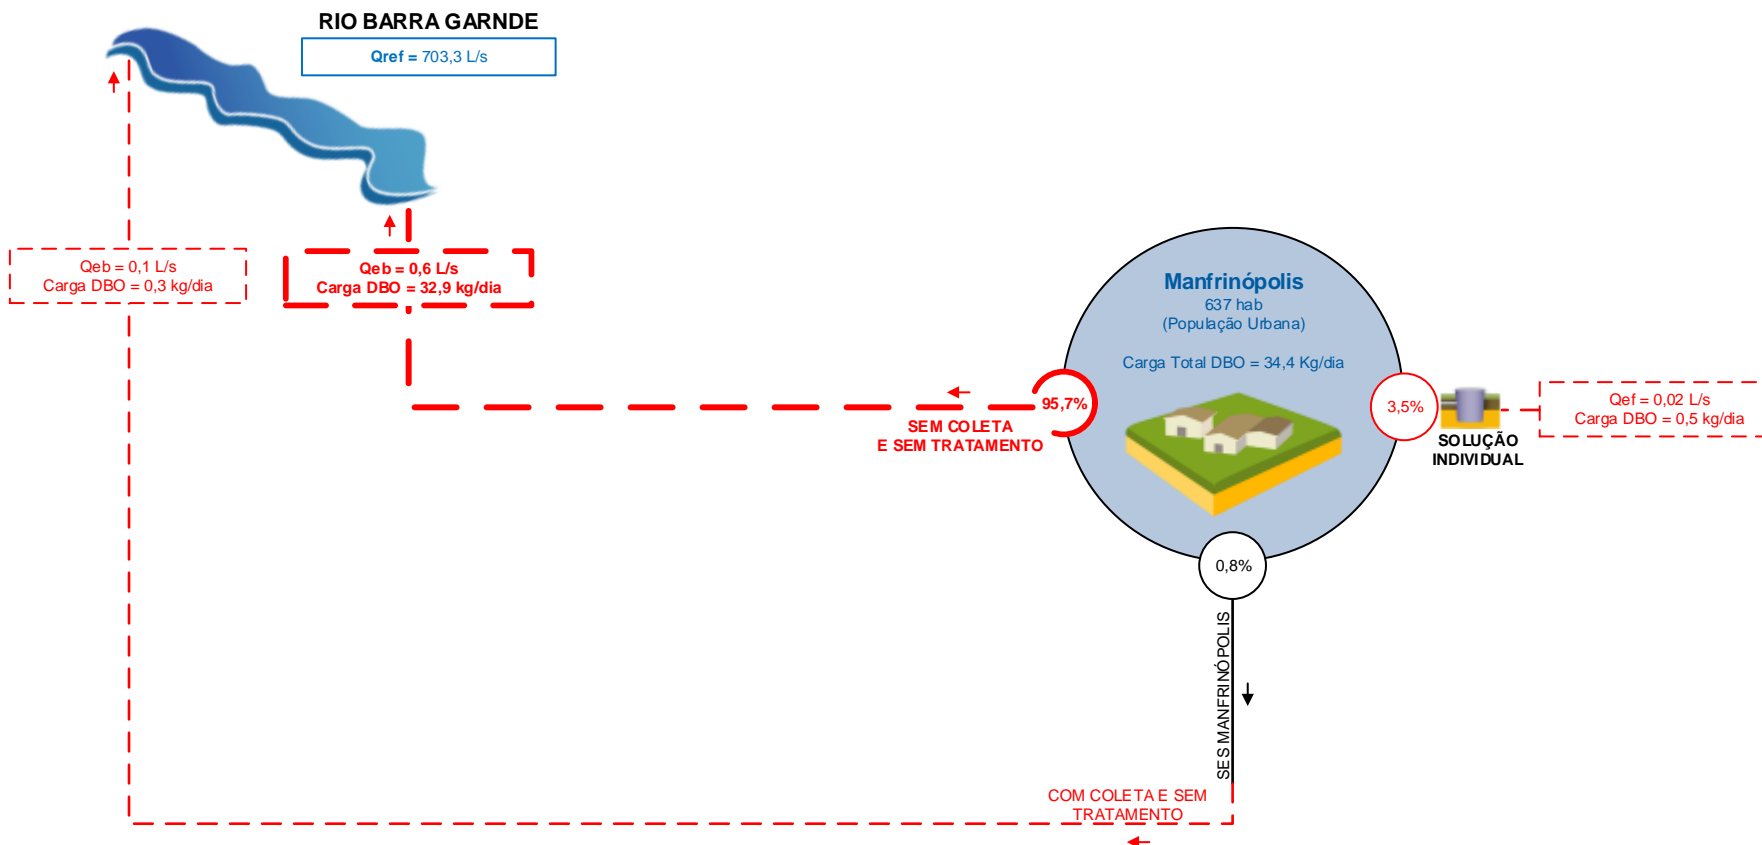 RIO BARRA GARNDE
Qref = 703,3 L/s
Qeb = 0,1 L/s
Carga DBO = 0,3 kg/dia
Qeb = 0,6 L/s
Carga DBO = 32,9 kg/dia
Manfrinópolis
637 hab
(População Urbana)
Carga Total DBO = 34,4 Kg/dia
95,7%
SEM COLETA
E SEM TRATAMENTO
3,5%
SOLUÇÃO
INDIVIDUAL
Qef = 0,02 L/s
Carga DBO = 0,5 kg/dia
0,8%
SES MANFRINÓPOLIS
COM COLETA E SEM
TRATAMENTO